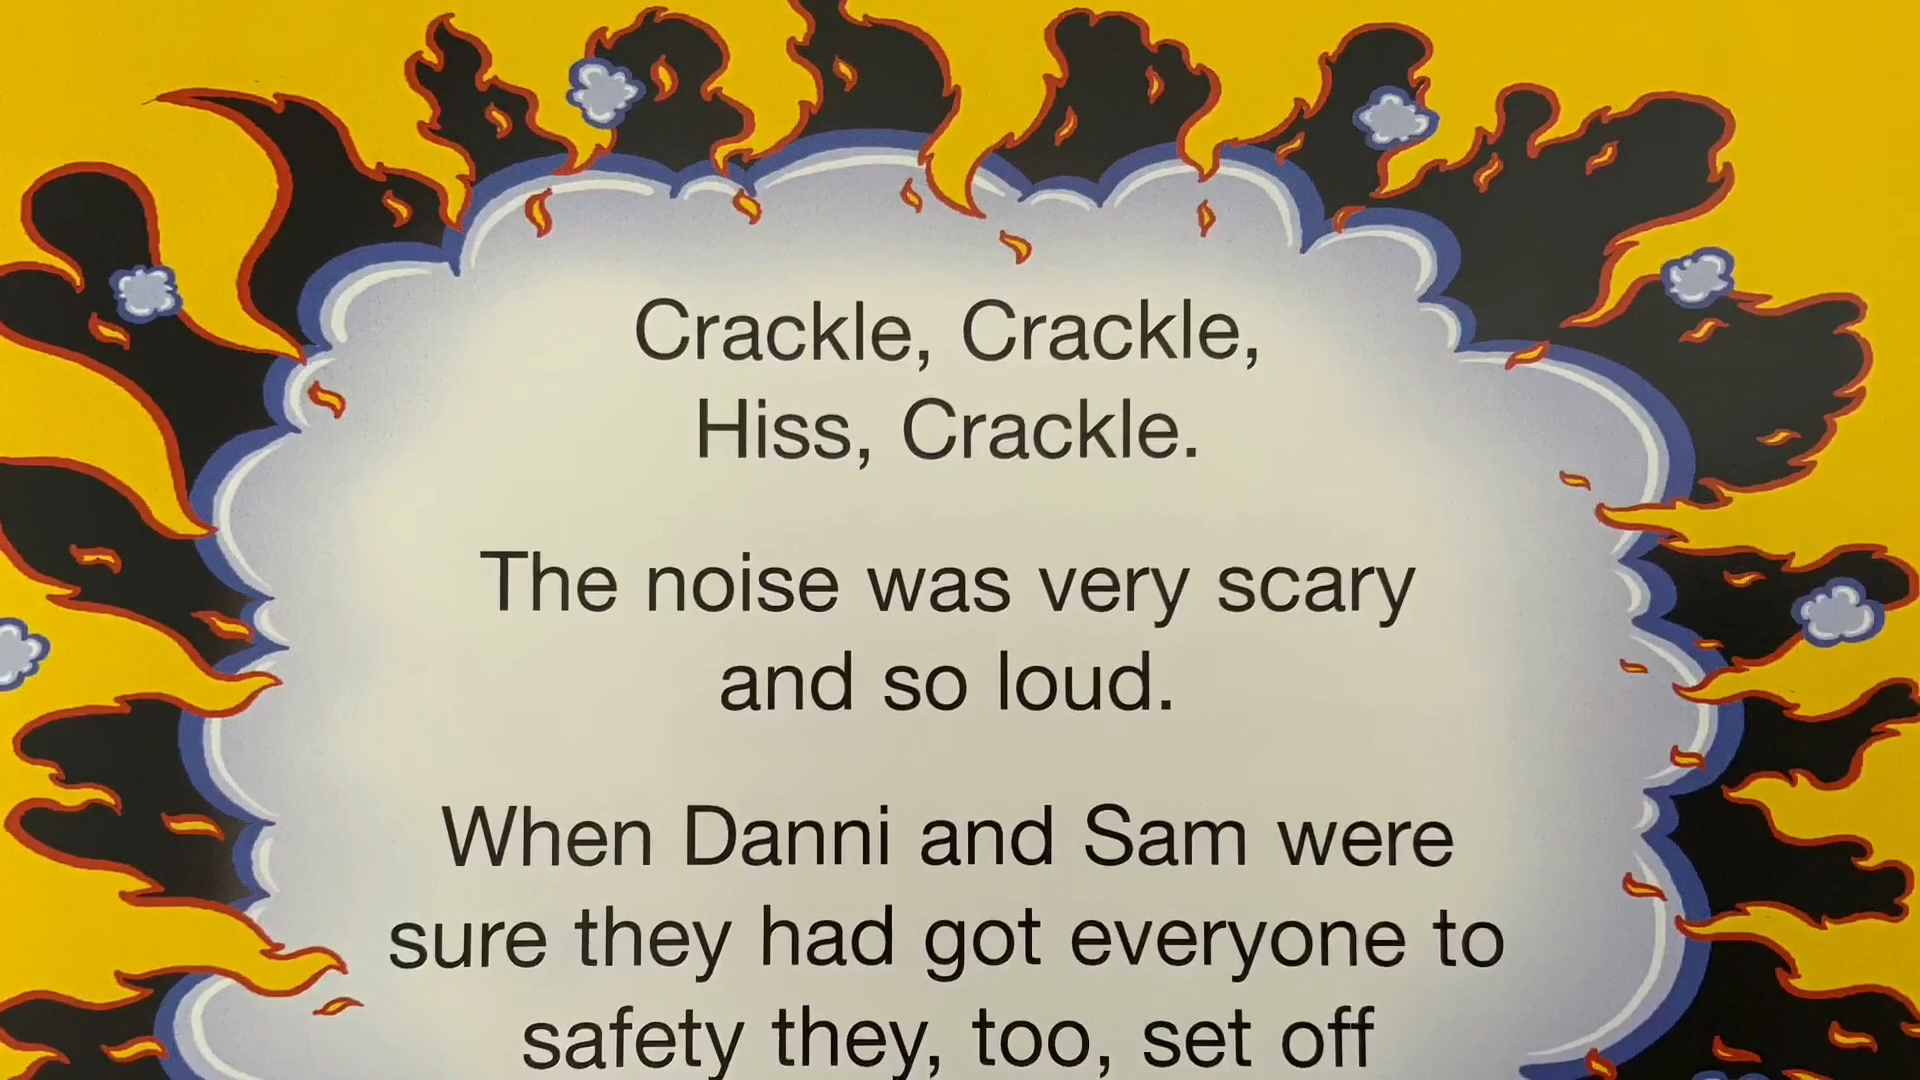 Crackle, Crackle,
Hiss, Crackle.
The noise was very scary
and so loud.
When Danni and Sam were
sure they had got everyone to
safety they, too, set off